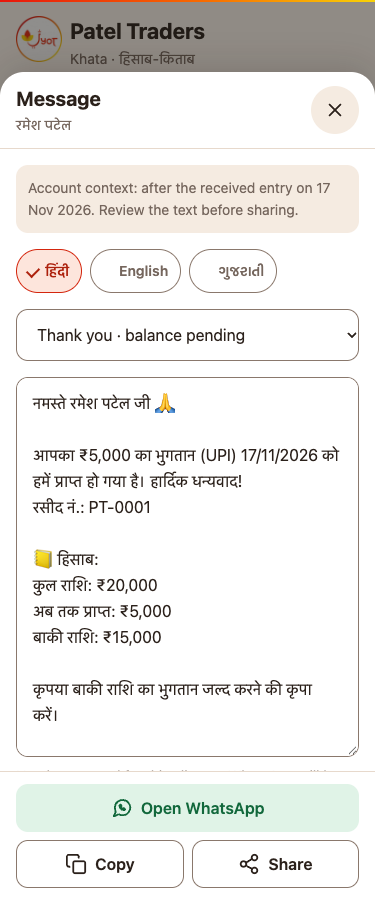 Jyot
Patel Traders
Khata · हिसाब-किताब
Message
रमेश पटेल
Account context: after the received entry on 17
Nov 2026. Review the text before sharing.
हिंदी
English
ગુજરાતી
Thank you · balance pending
नमस्ते रमेश पटेल जी 🙏
आपका ₹5,000 का भुगतान (UPI) 17/11/2026 को
हमें प्राप्त हो गया है। हार्दिक धन्यवाद!
रसीद नं.: PT-0001
📒 हिसाब:
कुल राशि: ₹20,000
अब तक प्राप्त: ₹5,000
बाकी राशि: ₹15,000
कृपया बाकी राशि का भुगतान जल्द करने की कृपा
करें।
Open WhatsApp
Copy
Share